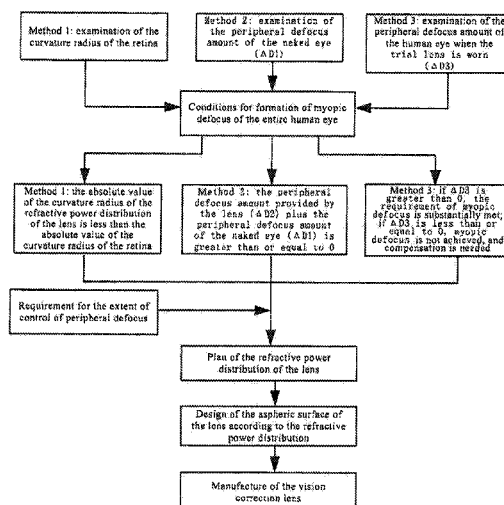 Method 1: examination of the
curvature radius of the retina
Method 2: examination of
the peripheral defocus
amount of the naked eye
(ΔD1)
Method 3: examination of the
peripheral defocus amount of
the human eye when the
trial lens is worn
(ΔD3)
Conditions for formation of myopic
defocus of the entire human eye
Method 1: the absolute value
of the curvature radius of the
refractive power distribution
of the lens is less than the
absolute value of the
curvature radius of the retina
Method 2: the peripheral
defocus amount provided by
the lens (ΔD2) plus the
peripheral defocus amount
of the naked eye (ΔD1) is
greater than or equal to 0
Method 3: if ΔD3 is
greater than 0, the
requirement of myopic
defocus is substantially met;
if ΔD3 is less than or
equal to 0, myopic
defocus is not achieved, and
compensation is needed
Requirement for the extent of
control of peripheral defocus
Plan of the refractive power
distribution of the lens
Design of the aspheric surface of
the lens according to the refractive
power distribution
Manufacture of the vision
correction lens